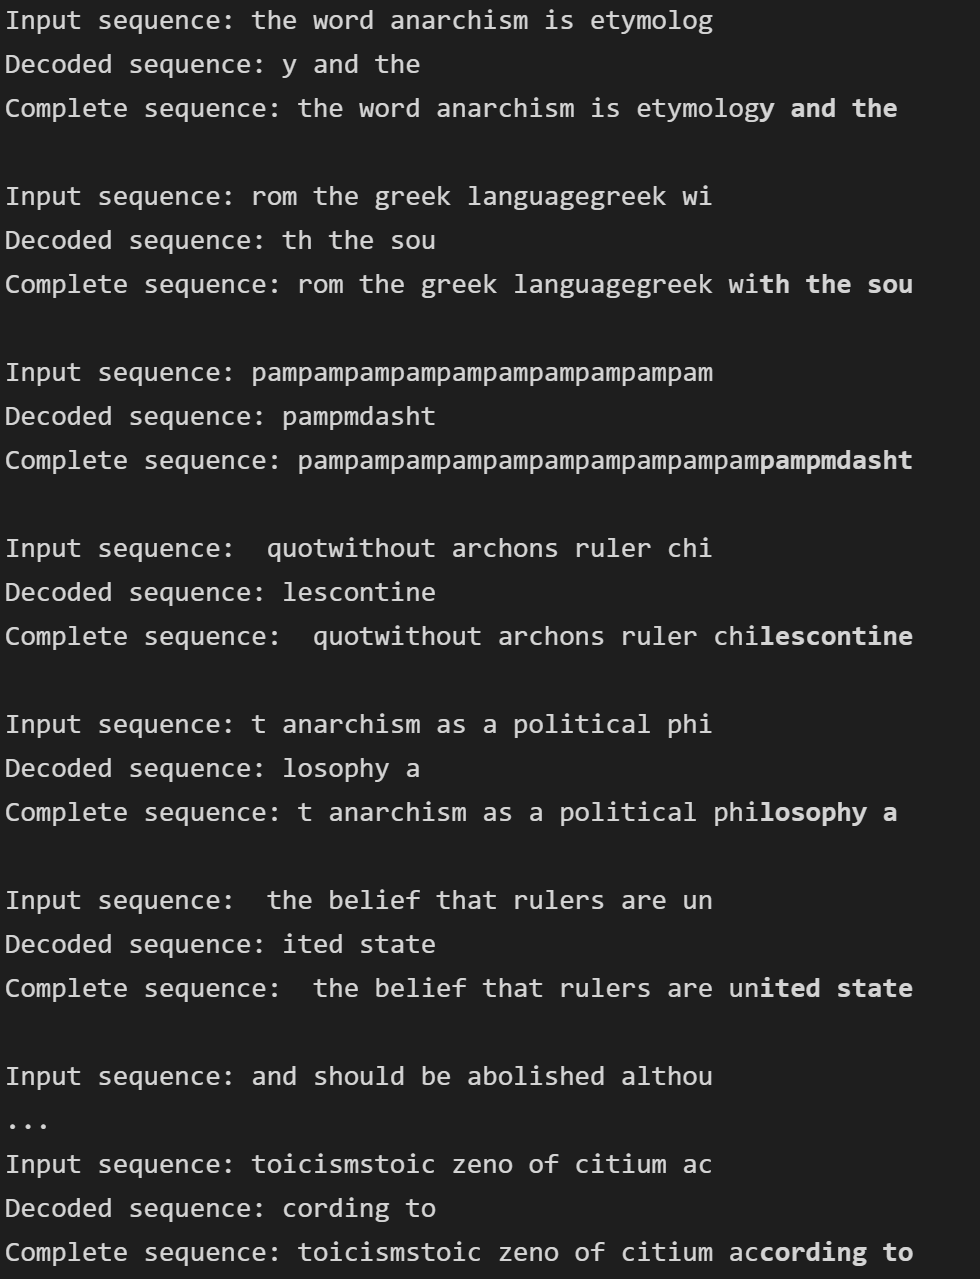 Input sequence: the word anarchism is etymolog
Decoded sequence: y and the
Complete sequence: the word anarchism is etymology and the
Input sequence: rom the greek languagegreek wi
Decoded sequence: th the sou
Complete sequence: rom the greek languagegreek with the sou
Input sequence: pampampampampampampampampampam
Decoded sequence: pampmdasht
Complete sequence: pampampampampampampampampampampampmdasht
Input sequence:  quotwithout archons ruler chi
Decoded sequence: lescontine
Complete sequence:  quotwithout archons ruler chilescontine
Input sequence: t anarchism as a political phi
Decoded sequence: losophy a
Complete sequence: t anarchism as a political philosophy a
Input sequence:  the belief that rulers are un
Decoded sequence: ited state
Complete sequence:  the belief that rulers are united state
Input sequence: and should be abolished althou
...
Input sequence: toicismstoic zeno of citium ac
Decoded sequence: cording to
Complete sequence: toicismstoic zeno of citium according to